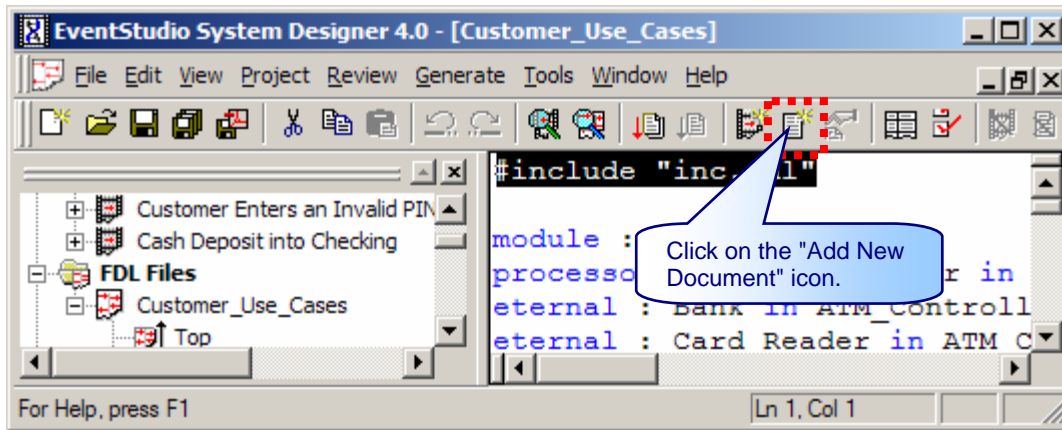 EventStudio System Designer 4.0 - [Customer_Use_Cases]
File Edit View Project Review Generate Tools Window Help
Customer Enters an Invalid PIN
Cash Deposit into Checking
FDL Files
Customer_Use_Cases
Top
#include "inc
module :
processo r in
eternal : Bank in ATM_Controll
eternal : Card Reader in ATM C
Click on the "Add New
Document" icon.
For Help, press F1
Ln 1, Col 1